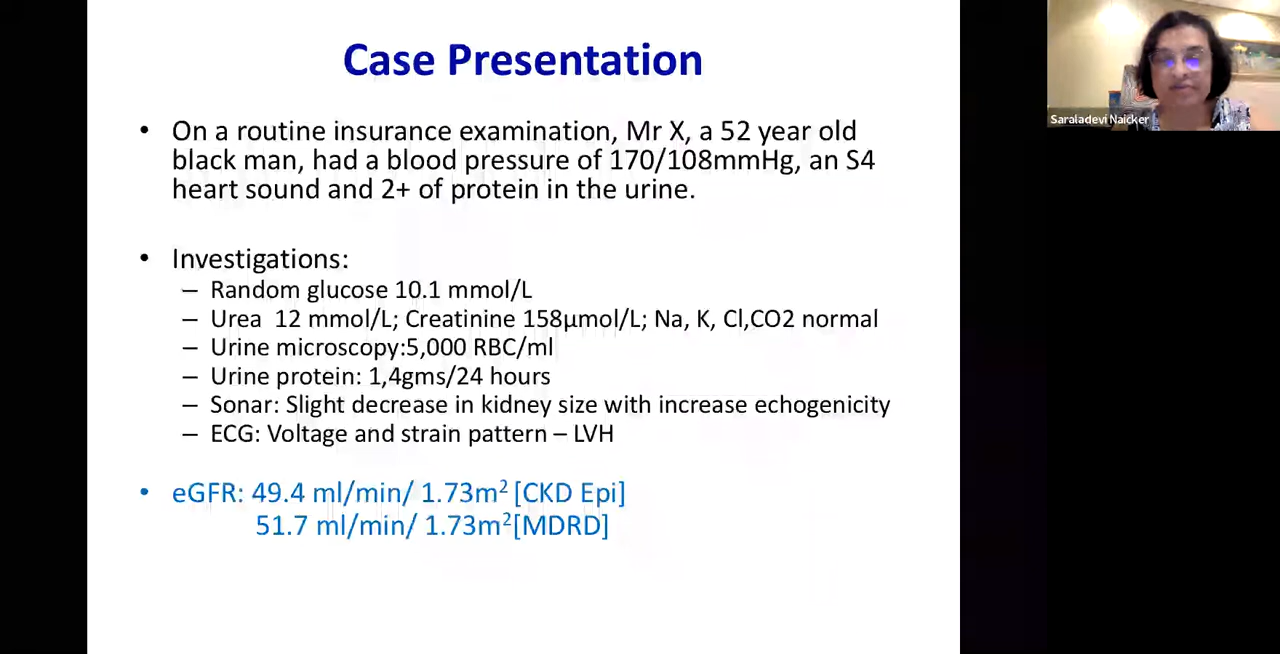 Case Presentation
• On a routine insurance examination, Mr X, a 52 year old
black man, had a blood pressure of 170/108mmHg, an S4
heart sound and 2+ of protein in the urine.
• Investigations:
– Random glucose 10.1 mmol/L
– Urea  12 mmol/L; Creatinine 158µmol/L; Na, K, Cl,CO2 normal
– Urine microscopy:5,000 RBC/ml
– Urine protein: 1,4gms/24 hours
– Sonar: Slight decrease in kidney size with increase echogenicity
– ECG: Voltage and strain pattern – LVH
• eGFR: 49.4 ml/min/ 1.73m² [CKD Epi]
51.7 ml/min/ 1.73m²[MDRD]
Saraladevi Naicker